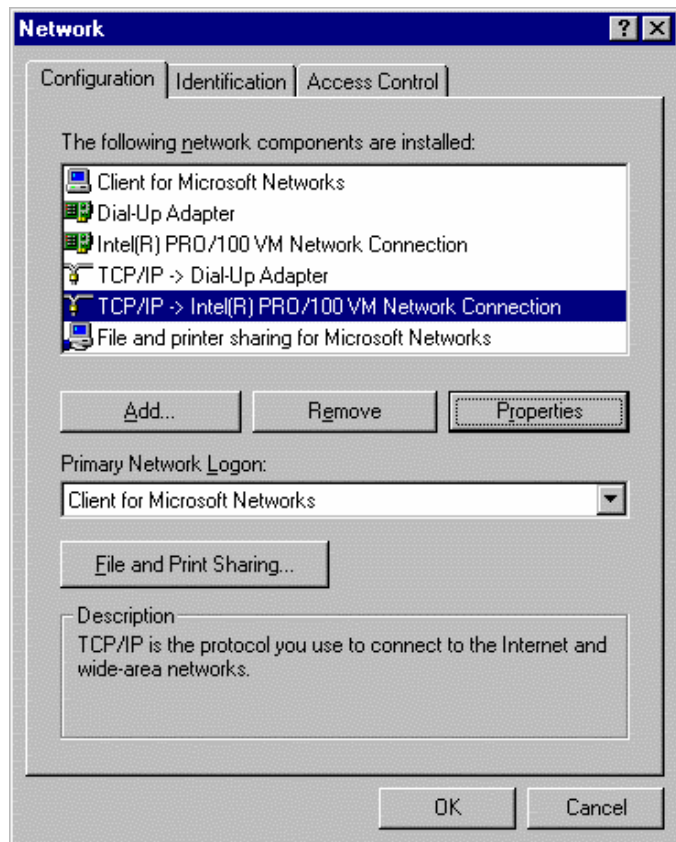 Network
Configuration Identification Access Control
The following network components are installed:
Client for Microsoft Networks
Dial-Up Adapter
Intel(R) PRO/100 VM Network Connection
TCP/IP -> Dial-Up Adapter
TCP/IP -> Intel(R) PRO/100 VM Network Connection
File and printer sharing for Microsoft Networks
Add... Remove Properties
Primary Network Logon:
Client for Microsoft Networks
File and Print Sharing...
Description
TCP/IP is the protocol you use to connect to the Internet and
wide-area networks.
OK Cancel